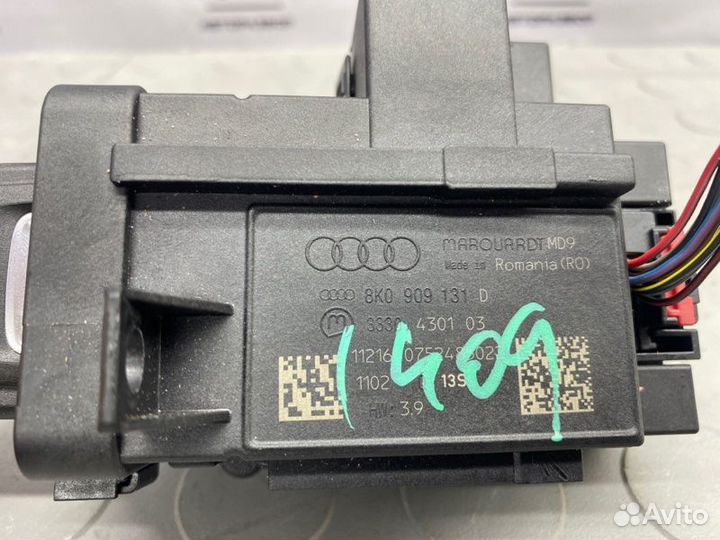 MARQUARDT MD9
Made in Romania (RO)
8K0 909 131 D
m
4301 03
1409
1102 13S
HW: 3.9
Avito